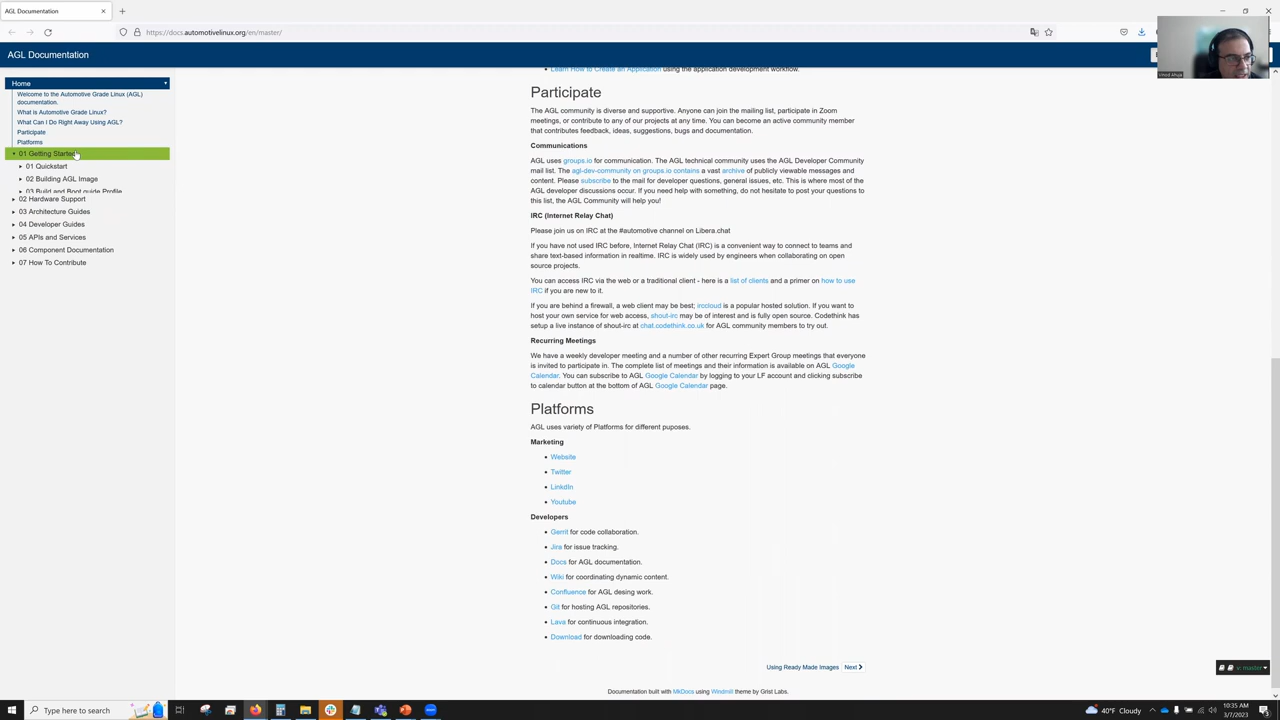 AGL Documentation
https://docs.automotivelinux.org/en/master/
AGL Documentation
Home
Welcome to the Automotive Grade Linux (AGL)
documentation.
What is Automotive Grade Linux?
What Can I Do Right Away Using AGL?
Participate
Platforms
01 Getting Started
01 Quickstart
02 Building AGL Image
03 Build and Boot guide Profile
02 Hardware Support
03 Architecture Guides
04 Developer Guides
05 APIs and Services
06 Component Documentation
07 How To Contribute
Learn How to Create an Application using the application development workflow.
Participate
The AGL community is diverse and supportive. Anyone can join the mailing list, participate in Zoom
meetings, or contribute to any of our projects at any time. You can become an active community member
that contributes feedback, ideas, suggestions, bugs and documentation.
Communications
AGL uses groups.io for communication. The AGL technical community uses the AGL Developer Community
mail list. The agl-dev-community on groups.io contains a vast archive of publicly viewable messages and
content. Please subscribe to the mail for developer questions, general issues, etc. This is where most of the
AGL developer discussions occur. If you need help with something, do not hesitate to post your questions to
this list, the AGL Community will help you!
IRC (Internet Relay Chat)
Please join us on IRC at the #automotive channel on Libera.chat
If you have not used IRC before, Internet Relay Chat (IRC) is a convenient way to connect to teams and
share text-based information in realtime. IRC is widely used by engineers when collaborating on open
source projects.
You can access IRC via the web or a traditional client - here is a list of clients and a primer on how to use
IRC if you are new to it.
If you are behind a firewall, a web client may be best; irccloud is a popular hosted solution. If you want to
host your own service for web access, shout-irc may be of interest and is fully open source. Codethink has
setup a live instance of shout-irc at chat.codethink.co.uk for AGL community members to try out.
Recurring Meetings
We have a weekly developer meeting and a number of other recurring Expert Group meetings that everyone
is invited to participate in. The complete list of meetings and their information is available on AGL Google
Calendar. You can subscribe to AGL Google Calendar by logging to your LF account and clicking subscribe
to calendar button at the bottom of AGL Google Calendar page.
Platforms
AGL uses variety of Platforms for different puposes.
Marketing
Website
Twitter
LinkdIn
Youtube
Developers
Gerrit for code collaboration.
Jira for issue tracking.
Docs for AGL documentation.
Wiki for coordinating dynamic content.
Confluence for AGL desing work.
Git for hosting AGL repositories.
Lava for continuous integration.
Download for downloading code.
Using Ready Made Images Next
v: master
Documentation built with MkDocs using Windmill theme by Grist Labs.
Type here to search
40°F Cloudy
10:35 AM
3/7/2023